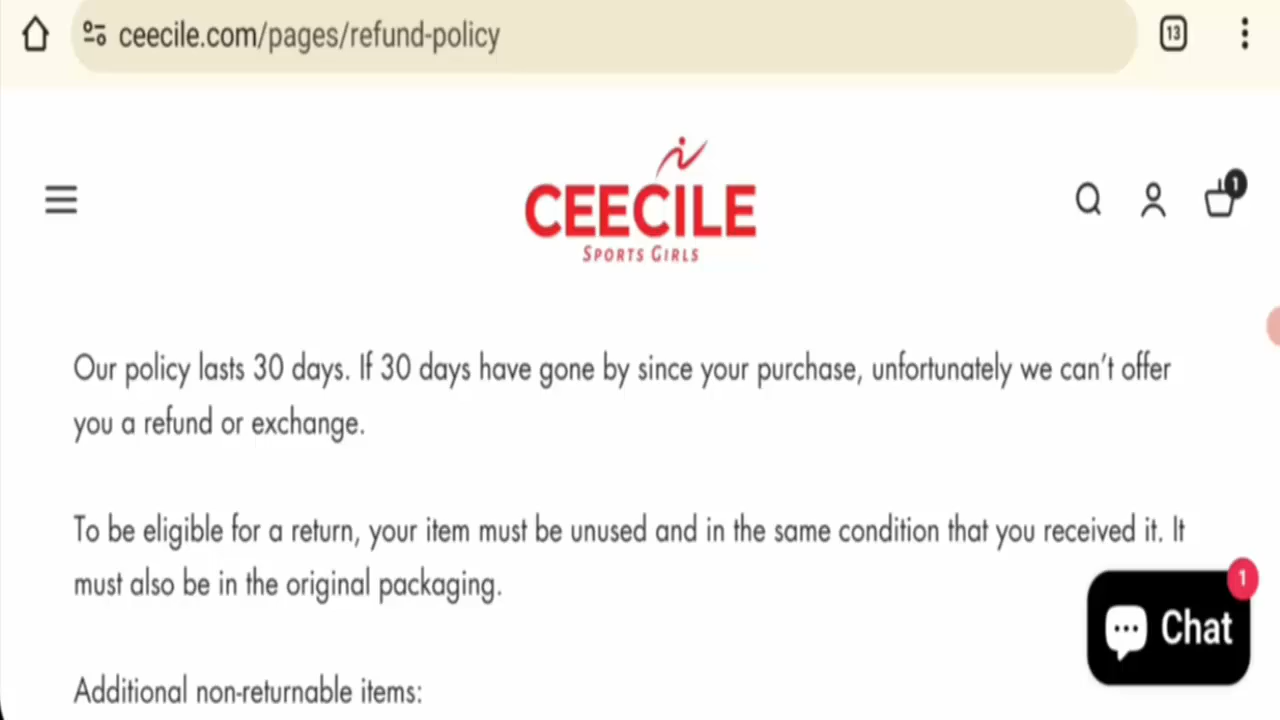 ceecile.com/pages/refund-policy
13
CEECILE
SPORTS GIRLS
1
Our policy lasts 30 days. If 30 days have gone by since your purchase, unfortunately we can’t offer
you a refund or exchange.
To be eligible for a return, your item must be unused and in the same condition that you received it. It
must also be in the original packaging.
1
Chat
Additional non-returnable items: